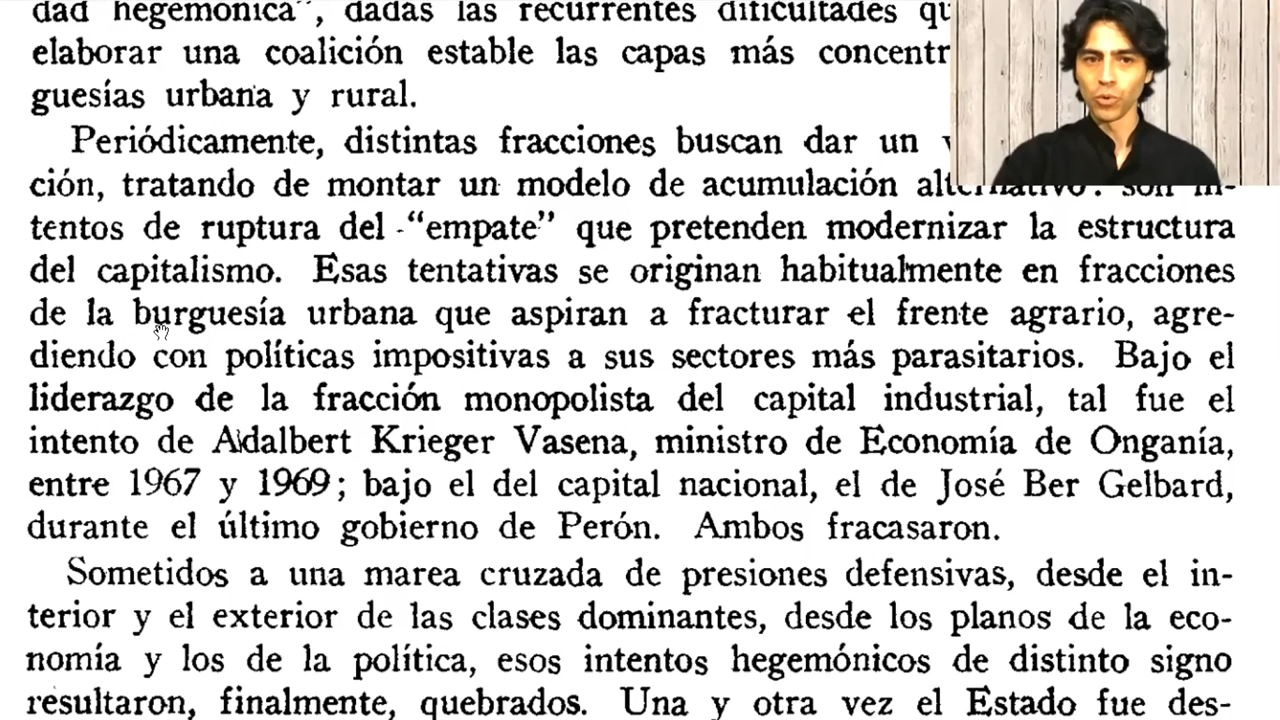 dad hegemónica”, dadas las recurrentes dificultades
elaborar una coalición estable las capas más
guesías urbana y rural.
Periódicamente, distintas fracciones buscan dar un
ción, tratando de montar un modelo de acumulación alternativo: son in-
tentos de ruptura del “empate” que pretenden modernizar la estructura
del capitalismo. Esas tentativas se originan habitualmente en fracciones
de la burguesía urbana que aspiran a fracturar el frente agrario, agre-
diendo con políticas impositivas a sus sectores más parasitarios. Bajo el
liderazgo de la fracción monopolista del capital industrial, tal fue el
intento de Adalbert Krieger Vasena, ministro de Economía de Onganía,
entre 1967 y 1969; bajo el del capital nacional, el de José Ber Gelbard,
durante el último gobierno de Perón. Ambos fracasaron.
Sometidos a una marea cruzada de presiones defensivas, desde el in-
terior y el exterior de las clases dominantes, desde los planos de la eco-
nomía y los de la política, esos intentos hegemónicos de distinto signo
resultaron, finalmente, quebrados. Una y otra vez el Estado fue des-